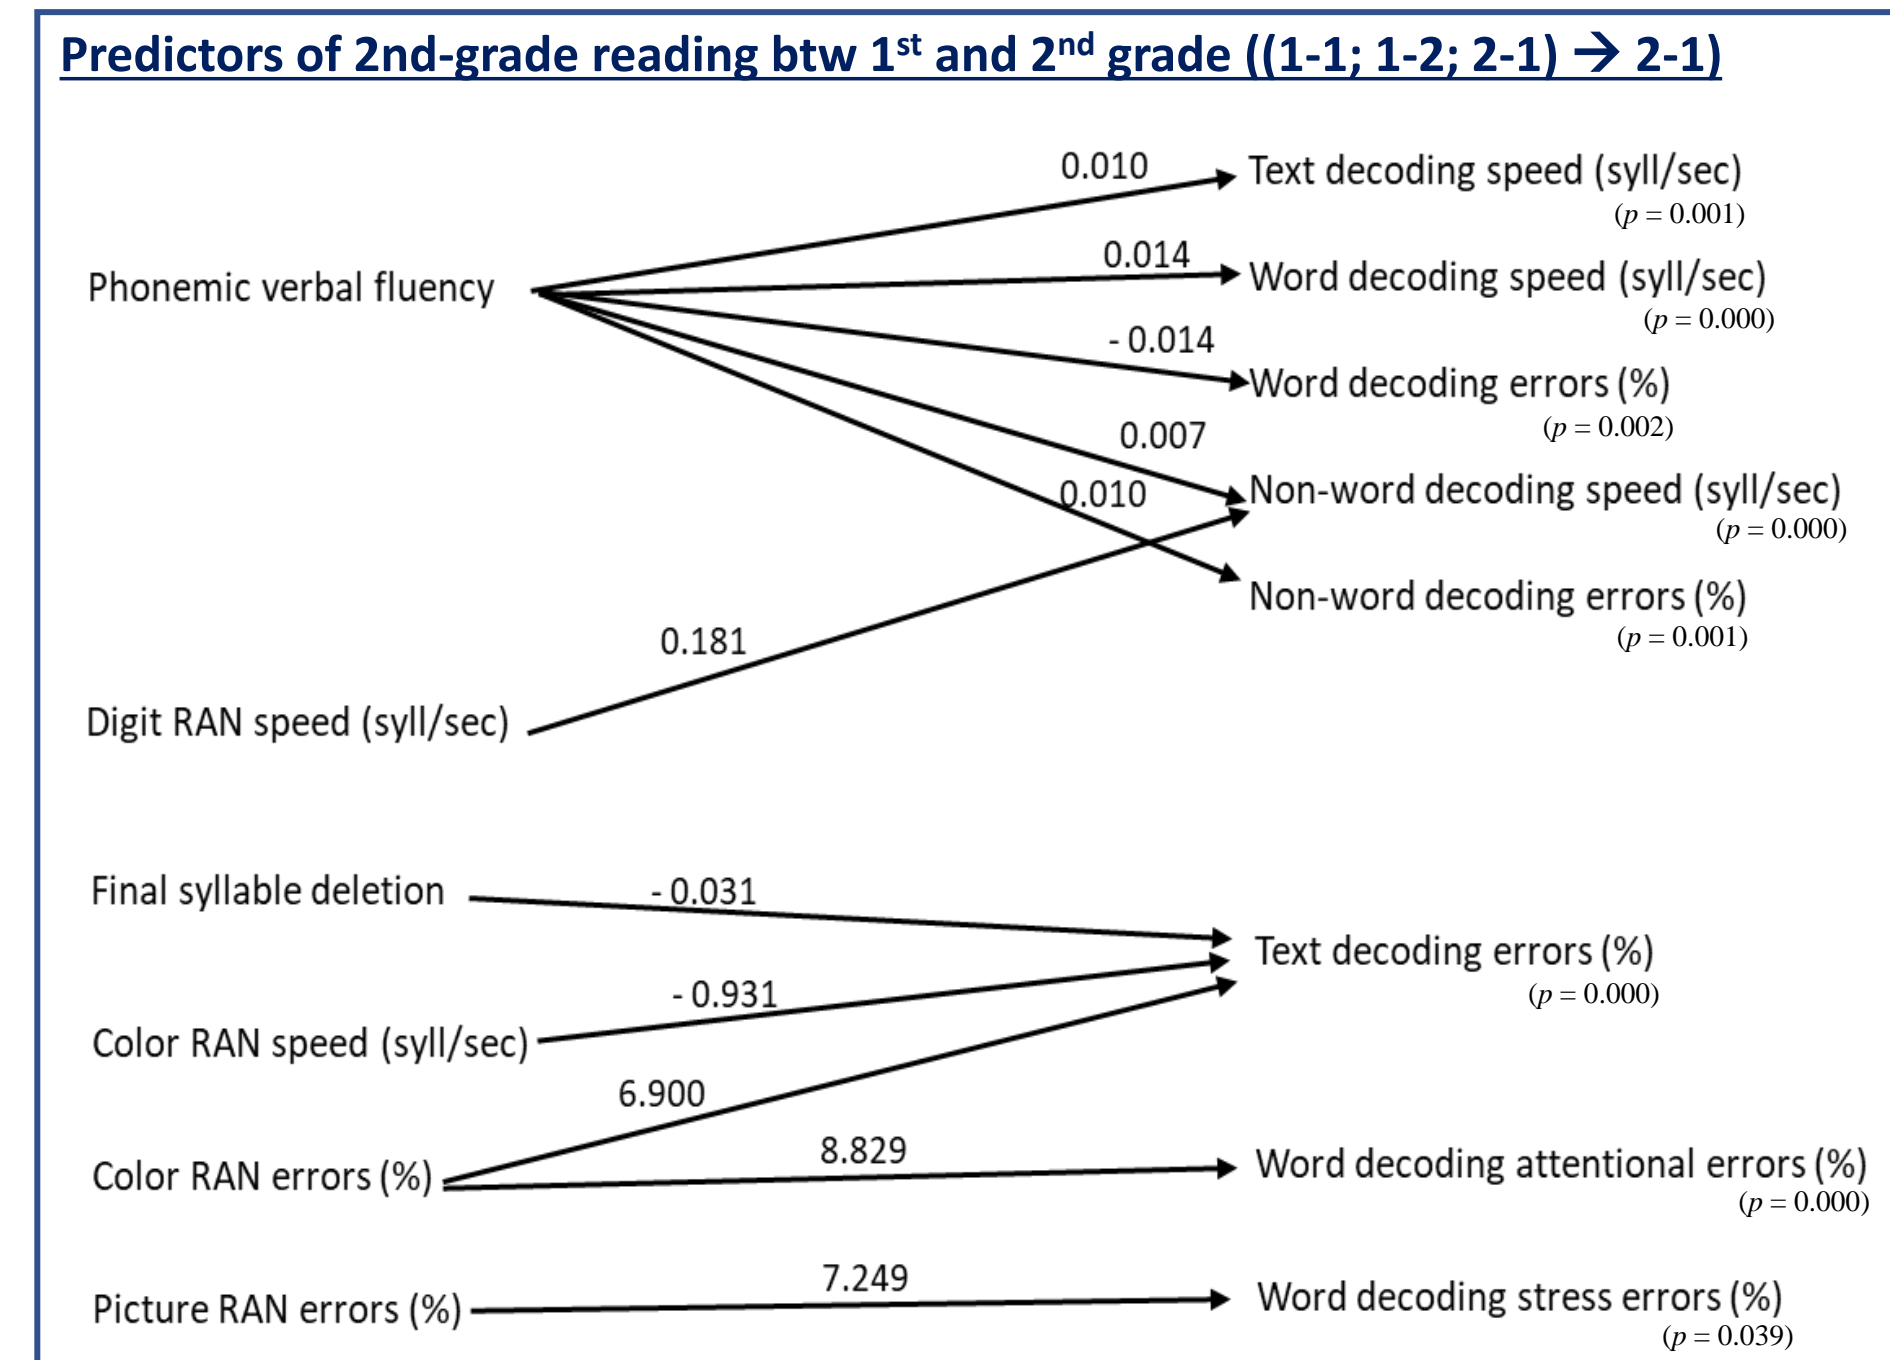 Predictors of 2nd-grade reading btw 1st and 2nd grade ((1-1; 1-2; 2-1) → 2-1)
0.010
Text decoding speed (syll/sec)
(p = 0.001)
0.014
Word decoding speed (syll/sec)
(p = 0.000)
Phonemic verbal fluency
- 0.014
Word decoding errors (%)
(p = 0.002)
0.007
Non-word decoding speed (syll/sec)
(p = 0.000)
0.010
Non-word decoding errors (%)
(p = 0.001)
0.181
Digit RAN speed (syll/sec)
Final syllable deletion
- 0.031
Text decoding errors (%)
(p = 0.000)
- 0.931
Color RAN speed (syll/sec)
6.900
Color RAN errors (%)
8.829
Word decoding attentional errors (%)
(p = 0.000)
7.249
Picture RAN errors (%)
Word decoding stress errors (%)
(p = 0.039)